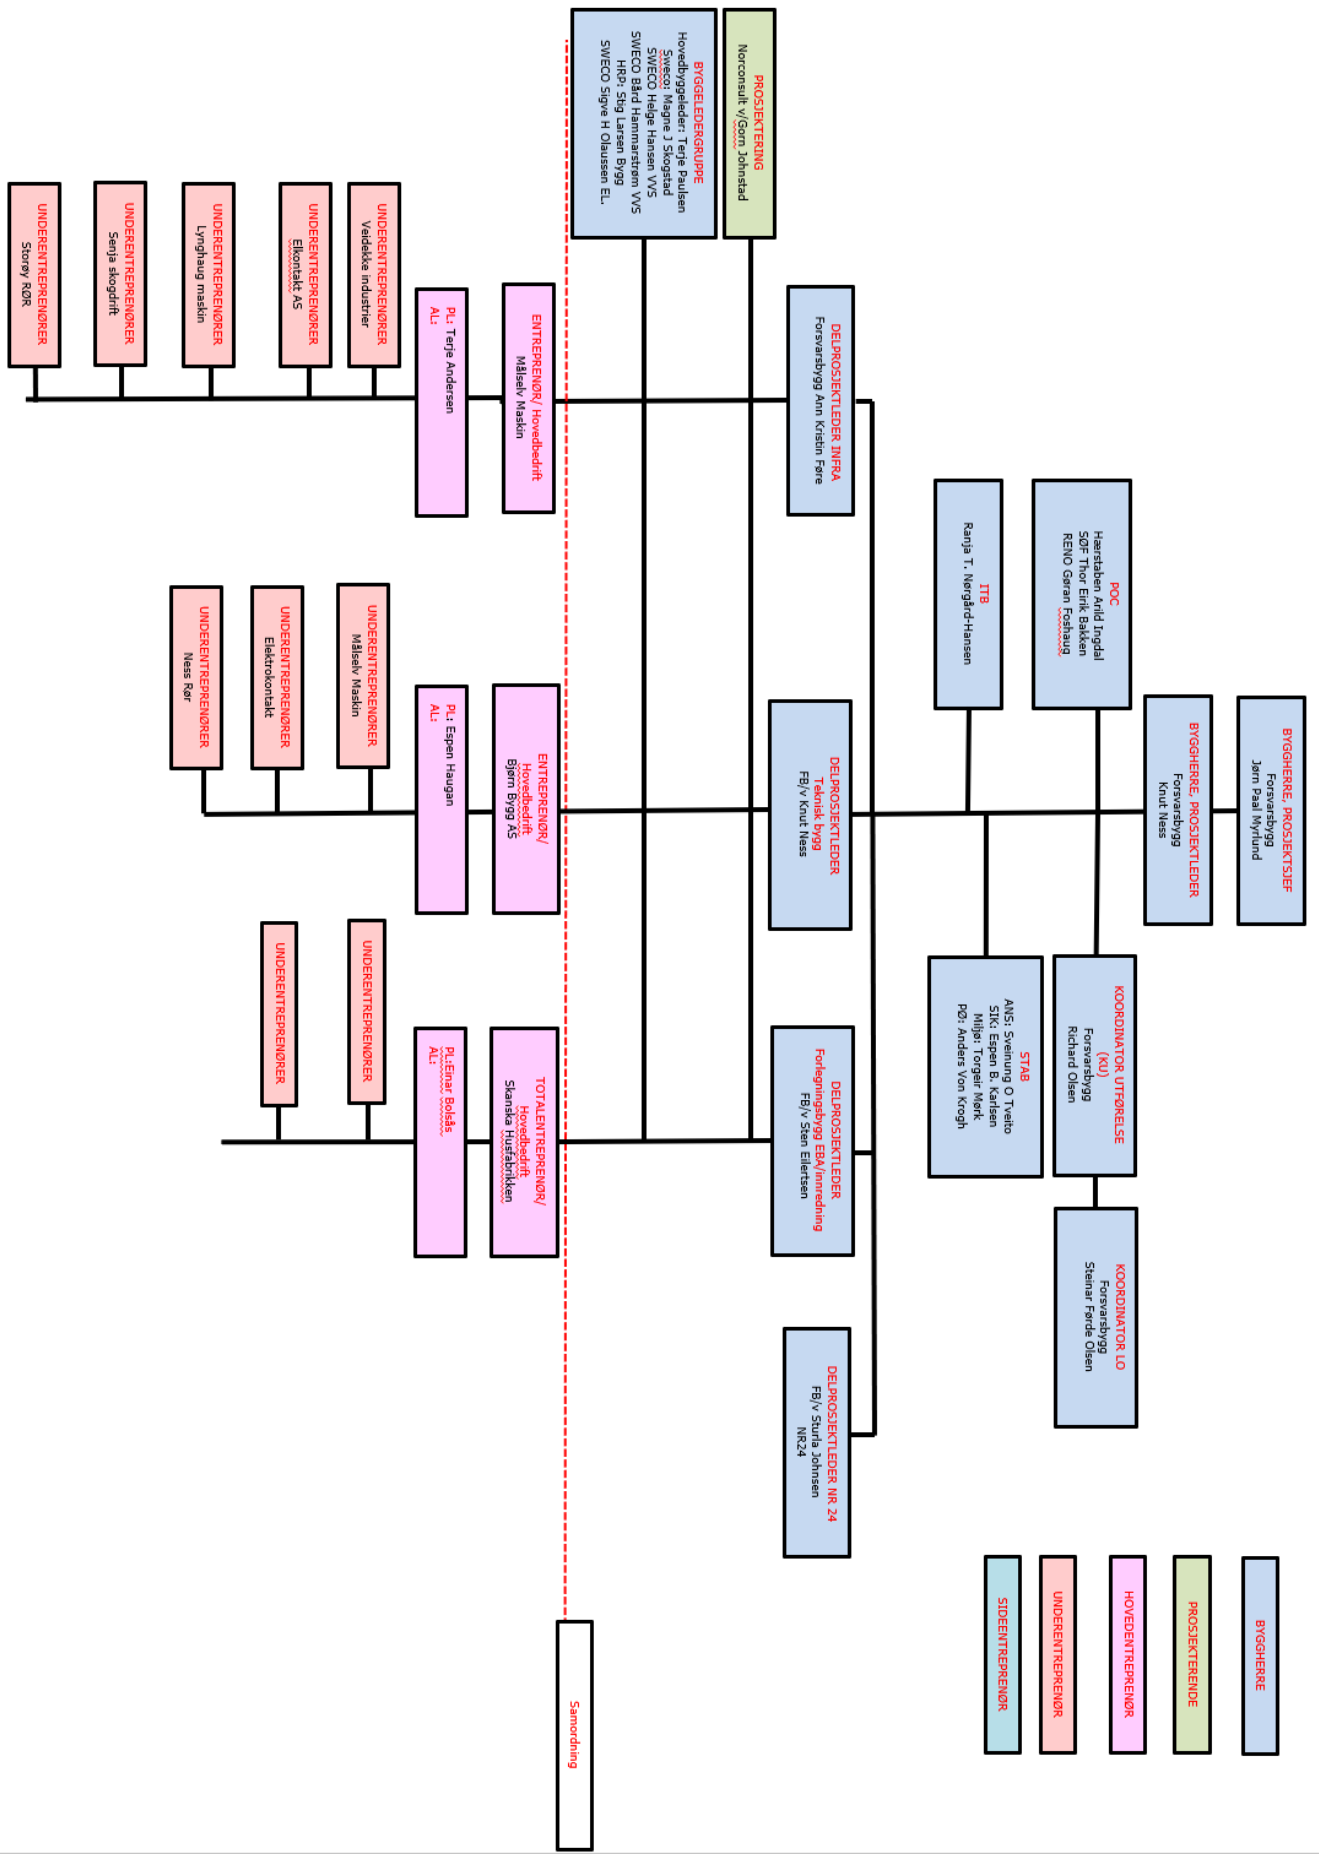 BYGGHERRE, PROSJEKTSJEF
Forsvarsbygg
Jørn Paal Myrlund
BYGGHERRE, PROSJEKTLEDER
Forsvarsbygg
Knut Ness
POC
Hærstaben Arild Ingdal
SØF Thor Eirik Bakken
RENO Gøran Foshaug
KOORDINATOR UTFØRELSE
(KU)
Forsvarsbygg
Richard Olsen
KOORDINATOR LO
Forsvarsbygg
Steinar Førde Olsen
ITB
Ranja T. Nørgård-Hansen
STAB
ANS: Sveinung O Tveito
SIK: Espen B. Karlsen
Miljø: Torgeir Mørk
PØ: Anders Von Krogh
BYGGHERRE
PROSJEKTERENDE
HOVEDENTREPRENØR
UNDERENTREPRENØR
SIDEENTREPRENØR
DELPROSJEKTLEDER INFRA
Forsvarsbygg Ann Kristin Føre
DELPROSJEKTLEDER
Teknisk bygg
FB/v Knut Ness
DELPROSJEKTLEDER
Forlegningsbygg EBA/innredning
FB/v Sten Eilertsen
DELPROSJEKTLEDER NR 24
FB/v Sturla Johnsen
NR24
PROSJEKTERING
Norconsult v/Gorn Johnstad
BYGGELEDERGRUPPE
Hovedbyggeleder: Terje Paulsen
Sweco: Magne J Skogstad
SWECO Helge Hansen VVS
SWECO Bård Hammarstrøm VVS
HRP: Stig Larsen Bygg
SWECO Sigve H Olaussen EL.
Samordning
ENTREPRENØR/ Hovedbedrift
Målselv Maskin
PL: Terje Andersen
AL:
UNDERENTREPRENØRER
Veidekke industrier
UNDERENTREPRENØRER
Elkontakt AS
UNDERENTREPRENØRER
Lynghaug maskin
UNDERENTREPRENØRER
Senja skogdrift
UNDERENTREPRENØRER
Storøy RØR
ENTREPRENØR/
Hovedbedrift
Bjørn Bygg AS
PL: Espen Haugan
AL:
UNDERENTREPRENØRER
Målselv Maskin
UNDERENTREPRENØRER
Elektrokontakt
UNDERENTREPRENØRER
Ness Rør
TOTALENTREPRENØR/
Hovedbedrift
Skanska Husfabrikken
PL:Einar Bolsås
AL:
UNDERENTREPRENØRER
UNDERENTREPRENØRER